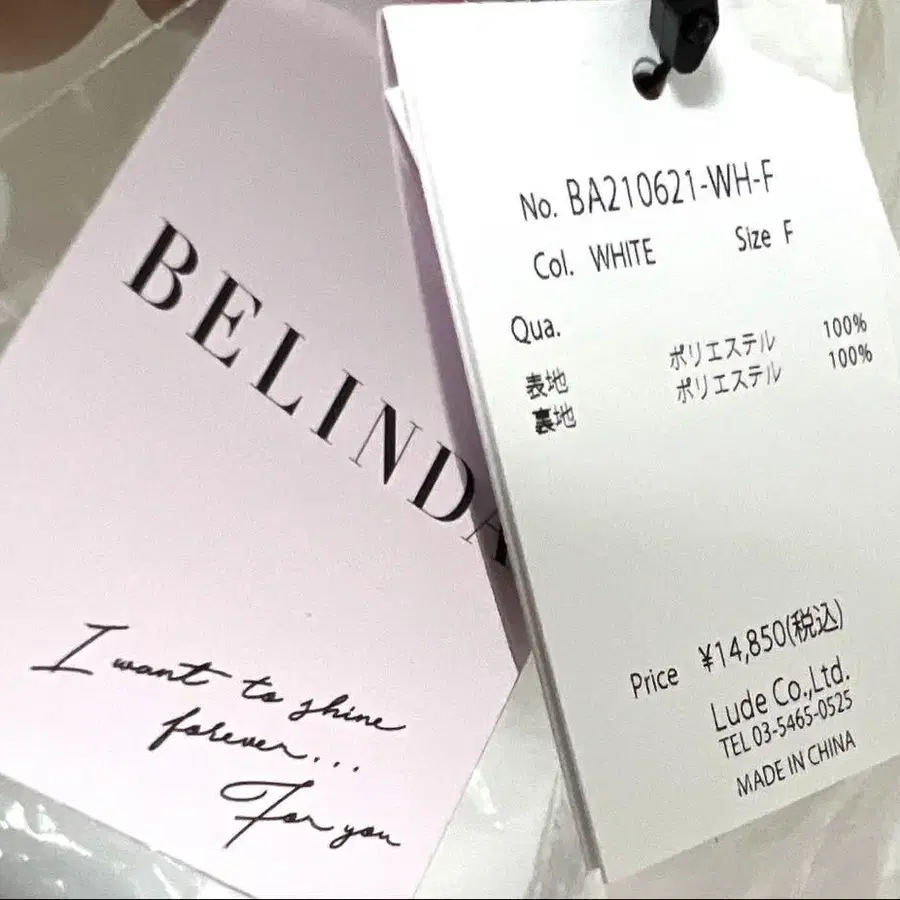 BELINDA
I want to shine
forever...
For you
No. BA210621-WH-F
Col. WHITE Size F
Qua.
表地 ポリエステル 100%
裏地 ポリエステル 100%
Price ¥14,850(税込)
Lude Co.,Ltd.
TEL 03-5465-0525
MADE IN CHINA